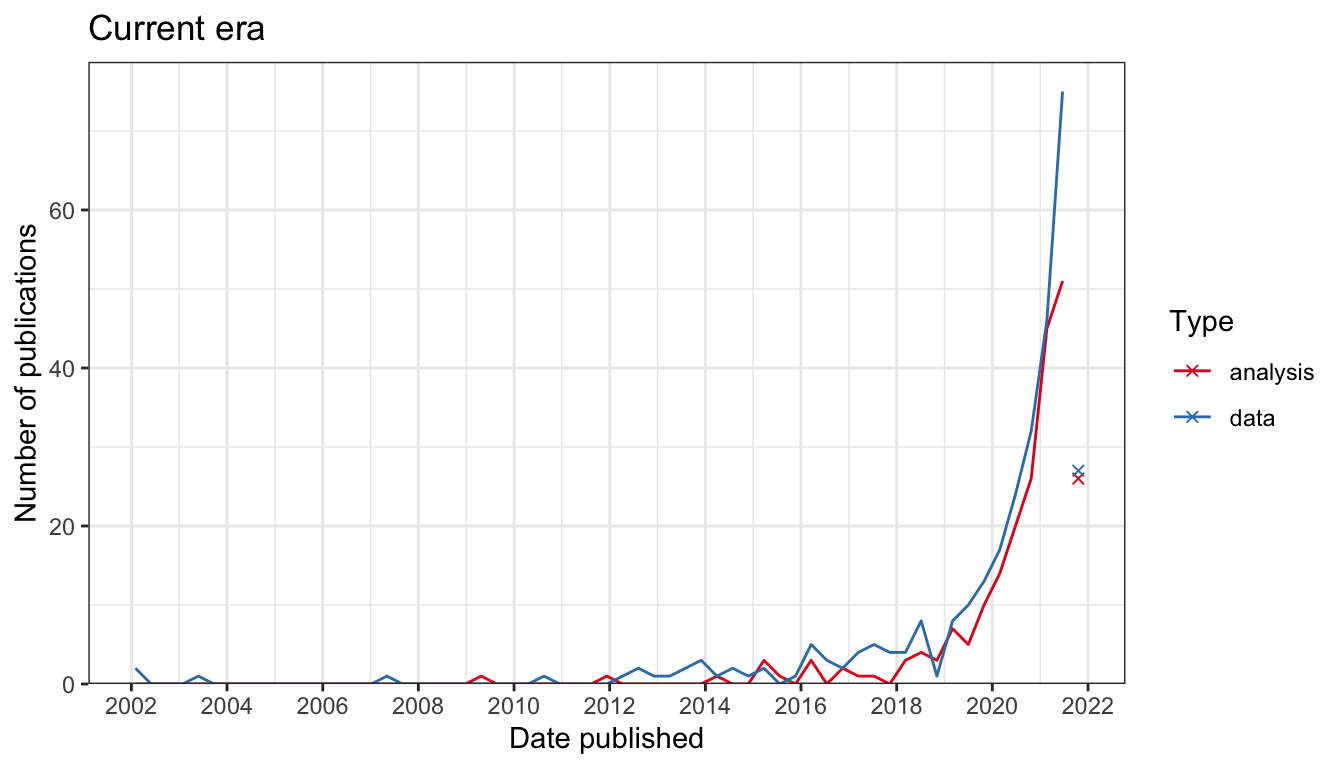 Current era
Number of publications
60
40
20
0
2002 2004 2006 2008 2010 2012 2014 2016 2018 2020 2022
Date published
Type
analysis
data